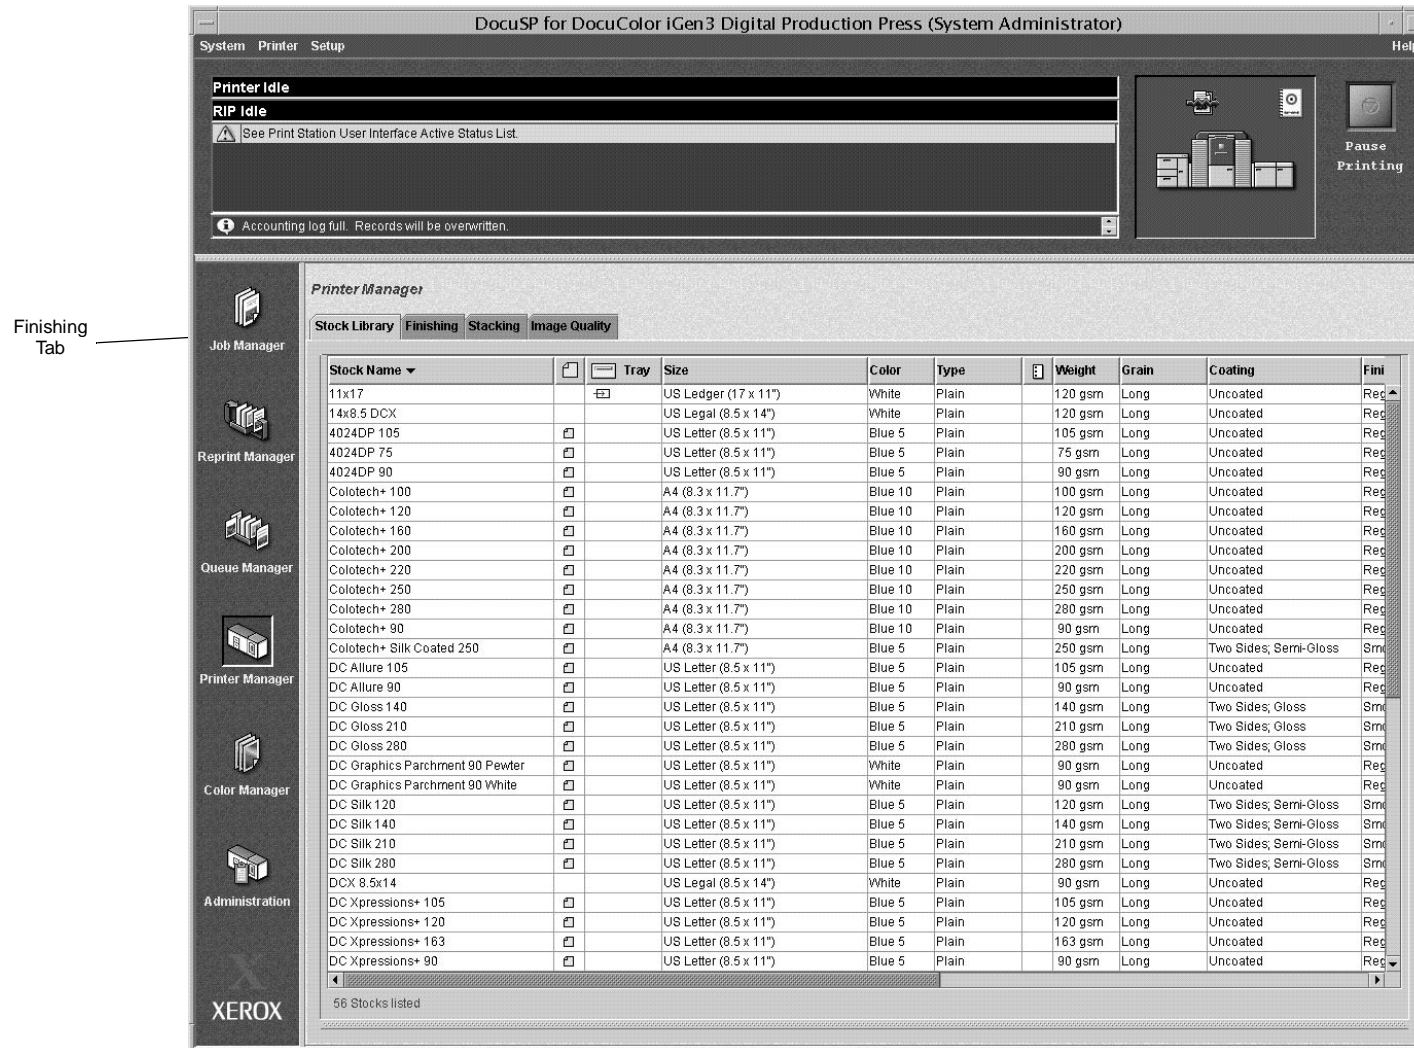 DocuSP for DocuColor iGen3 Digital Production Press (System Administrator)
System Printer Setup
Printer Idle
RIP Idle
See Print Station User Interface Active Status List.
Accounting log full. Records will be overwritten.
Pause
Printing
Finishing
Tab
Job Manager
Reprint Manager
Queue Manager
Printer Manager
Color Manager
Administration
XEROX
Printer Manager
Stock Library Finishing Stacking Image Quality
Stock Name Tray Size Color Type Weight Grain Coating
11x17 US Ledger (17 x 11") White Plain 120 gsm Long Uncoated
14x8.5 DCX US Legal (8.5 x 14") White Plain 120 gsm Long Uncoated
4024DP 105 US Letter (8.5 x 11") Blue 5 Plain 105 gsm Long Uncoated
4024DP 75 US Letter (8.5 x 11") Blue 5 Plain 75 gsm Long Uncoated
4024DP 90 US Letter (8.5 x 11") Blue 5 Plain 90 gsm Long Uncoated
Colotech+ 100 A4 (8.3 x 11.7") Blue 10 Plain 100 gsm Long Uncoated
Colotech+ 120 A4 (8.3 x 11.7") Blue 10 Plain 120 gsm Long Uncoated
Colotech+ 160 A4 (8.3 x 11.7") Blue 10 Plain 160 gsm Long Uncoated
Colotech+ 200 A4 (8.3 x 11.7") Blue 10 Plain 200 gsm Long Uncoated
Colotech+ 220 A4 (8.3 x 11.7") Blue 10 Plain 220 gsm Long Uncoated
Colotech+ 250 A4 (8.3 x 11.7") Blue 10 Plain 250 gsm Long Uncoated
Colotech+ 280 A4 (8.3 x 11.7") Blue 10 Plain 280 gsm Long Uncoated
Colotech+ 90 A4 (8.3 x 11.7") Blue 10 Plain 90 gsm Long Uncoated
Colotech+ Silk Coated 250 A4 (8.3 x 11.7") Blue 5 Plain 250 gsm Long Two Sides; Semi-Gloss
DC Allure 105 US Letter (8.5 x 11") Blue 5 Plain 105 gsm Long Uncoated
DC Allure 90 US Letter (8.5 x 11") Blue 5 Plain 90 gsm Long Uncoated
DC Gloss 140 US Letter (8.5 x 11") Blue 5 Plain 140 gsm Long Two Sides; Gloss
DC Gloss 210 US Letter (8.5 x 11") Blue 5 Plain 210 gsm Long Two Sides; Gloss
DC Gloss 280 US Letter (8.5 x 11") Blue 5 Plain 280 gsm Long Two Sides; Gloss
DC Graphics Parchment 90 Pewter US Letter (8.5 x 11") White Plain 90 gsm Long Uncoated
DC Graphics Parchment 90 White US Letter (8.5 x 11") White Plain 90 gsm Long Uncoated
DC Silk 120 US Letter (8.5 x 11") Blue 5 Plain 120 gsm Long Two Sides; Semi-Gloss
DC Silk 140 US Letter (8.5 x 11") Blue 5 Plain 140 gsm Long Two Sides; Semi-Gloss
DC Silk 210 US Letter (8.5 x 11") Blue 5 Plain 210 gsm Long Two Sides; Semi-Gloss
DC Silk 280 US Letter (8.5 x 11") Blue 5 Plain 280 gsm Long Two Sides; Semi-Gloss
DCX 8.5x14 US Legal (8.5 x 14") White Plain 90 gsm Long Uncoated
DC Xpressions+ 105 US Letter (8.5 x 11") Blue 5 Plain 105 gsm Long Uncoated
DC Xpressions+ 120 US Letter (8.5 x 11") Blue 5 Plain 120 gsm Long Uncoated
DC Xpressions+ 163 US Letter (8.5 x 11") Blue 5 Plain 163 gsm Long Uncoated
DC Xpressions+ 90 US Letter (8.5 x 11") Blue 5 Plain 90 gsm Long Uncoated
56 Stocks listed